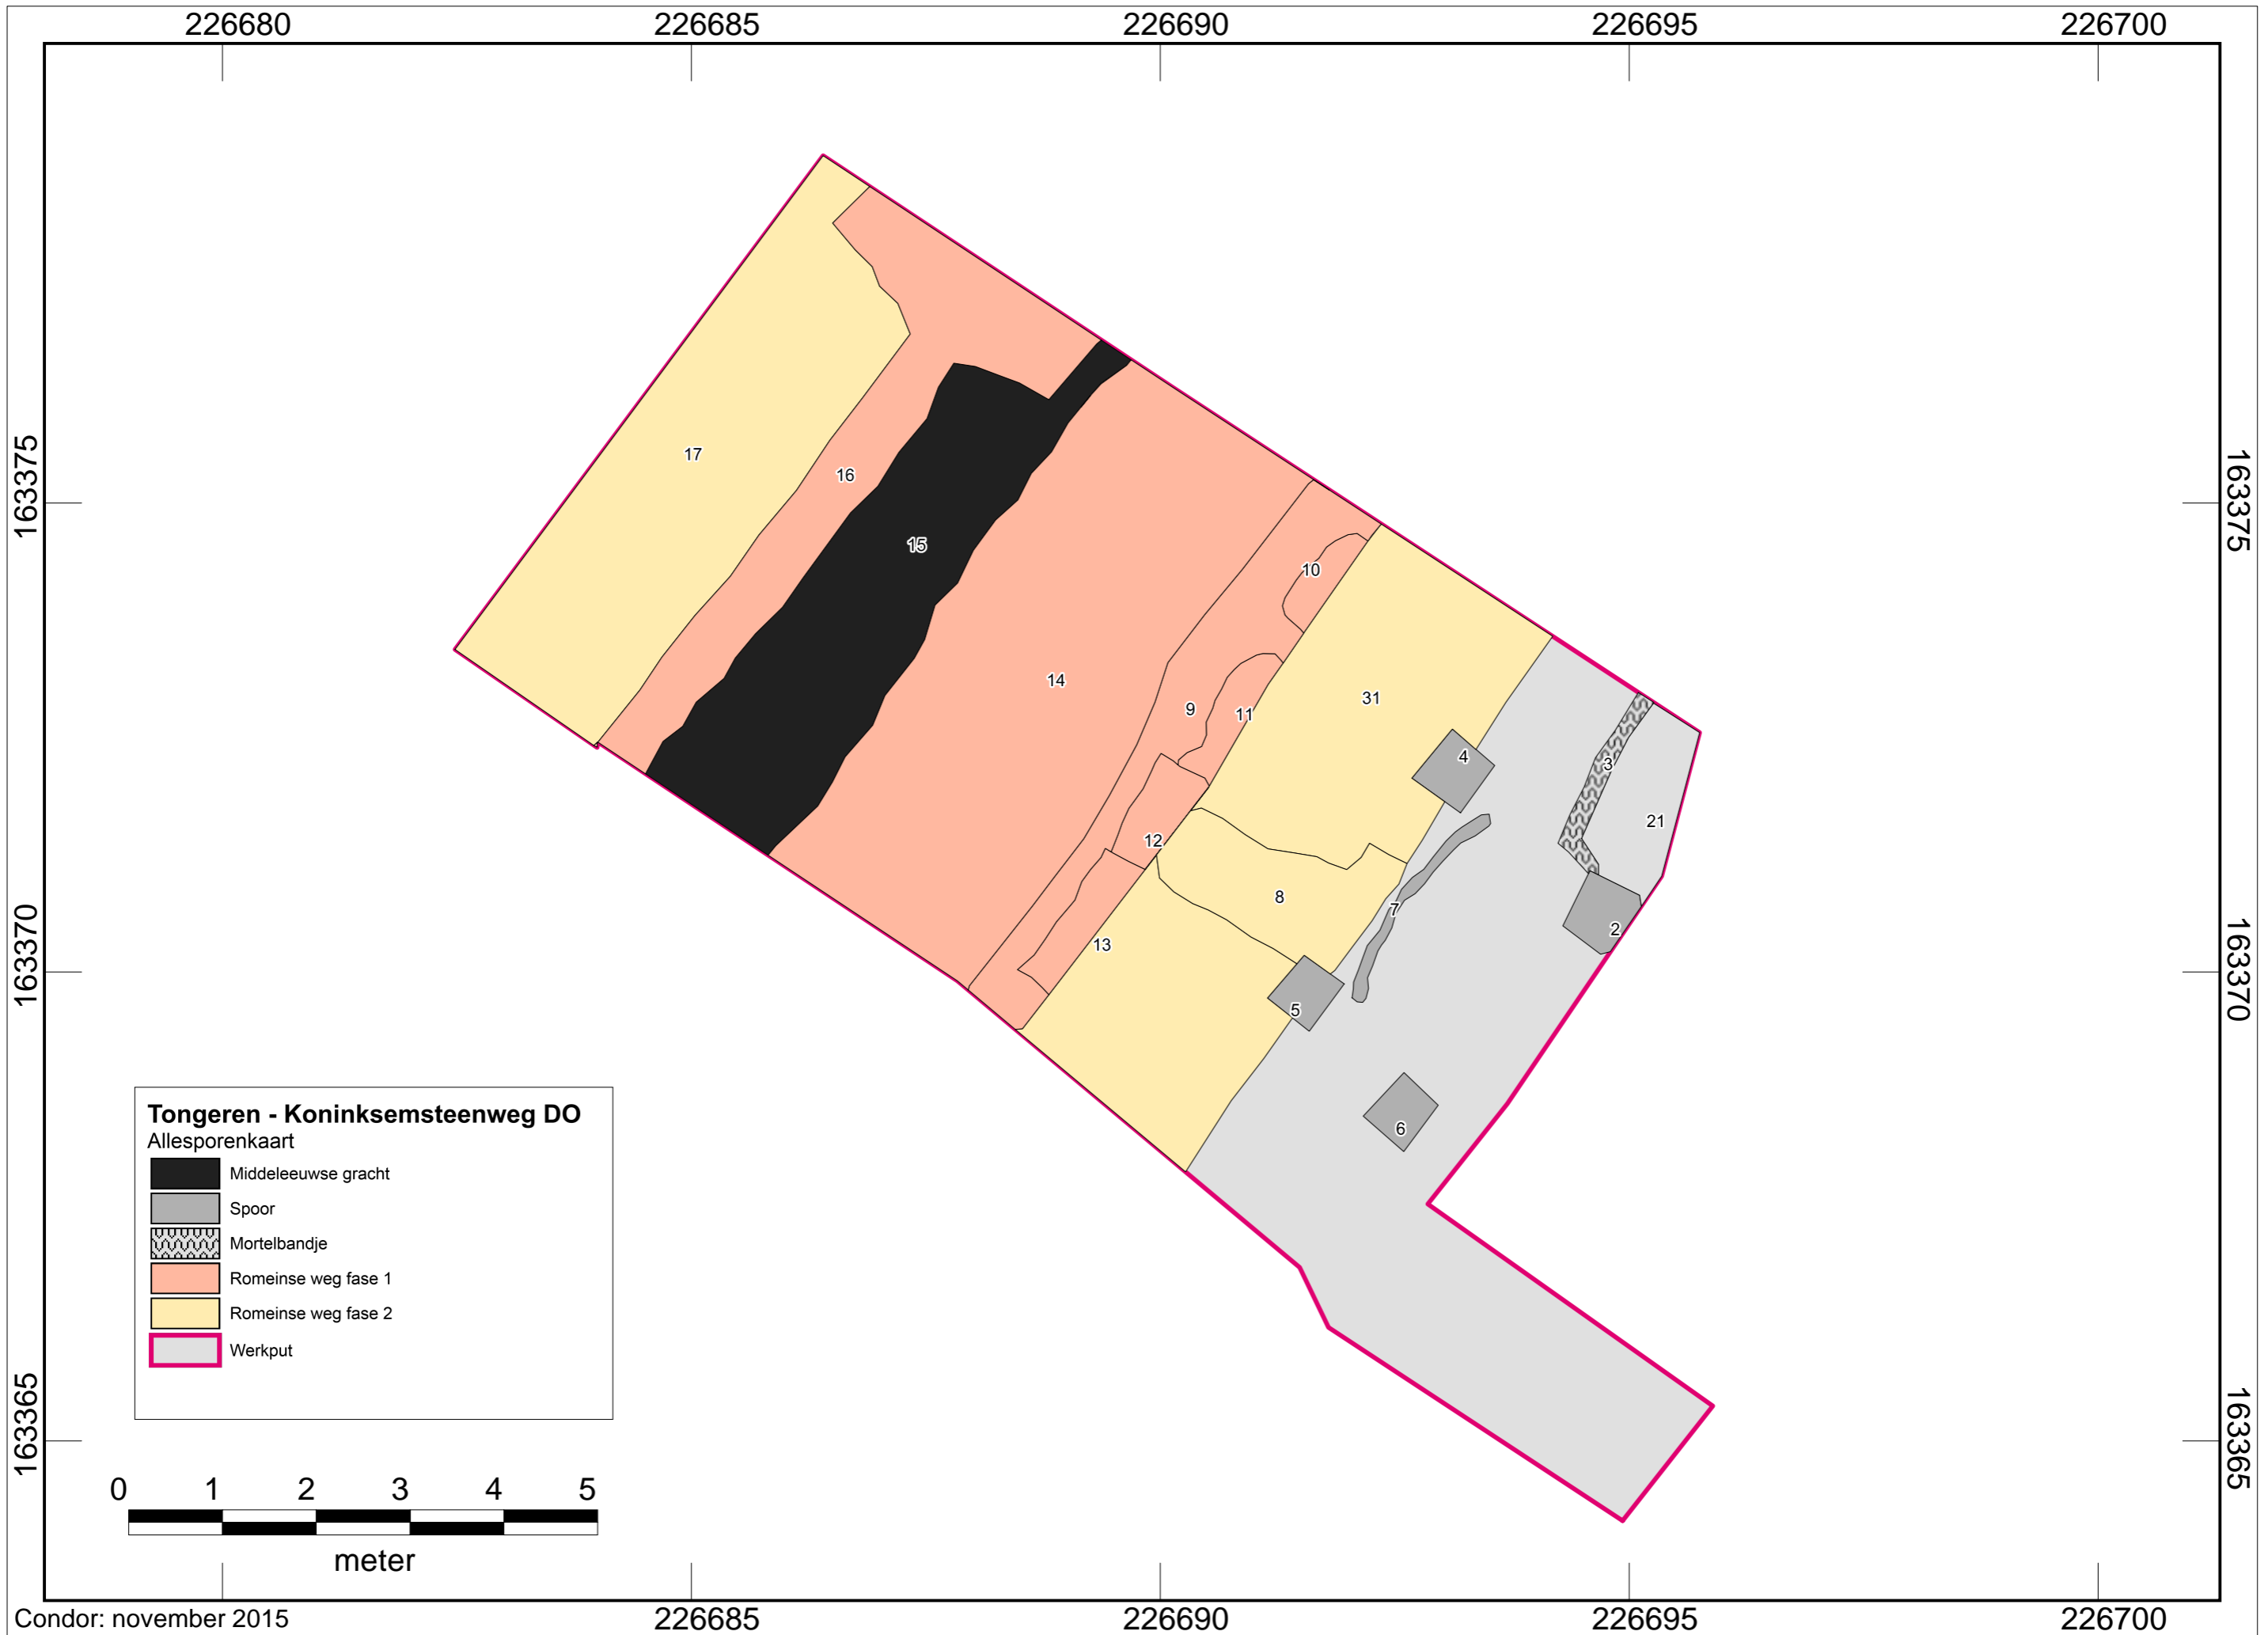 226680 226685 226690 226695 226700
163375
163375
163370
163370
163365
163365
17
16
15
14
10
9
11
31
4
3
21
12
8
7
2
13
5
6
Tongeren - Koninksemsteenweg DO
Allesporenkaart
Middeleeuwse gracht
Spoor
Mortelbandje
Romeinse weg fase 1
Romeinse weg fase 2
Werkput
0 1 2 3 4 5
meter
Condor: november 2015
226685 226690 226695 226700